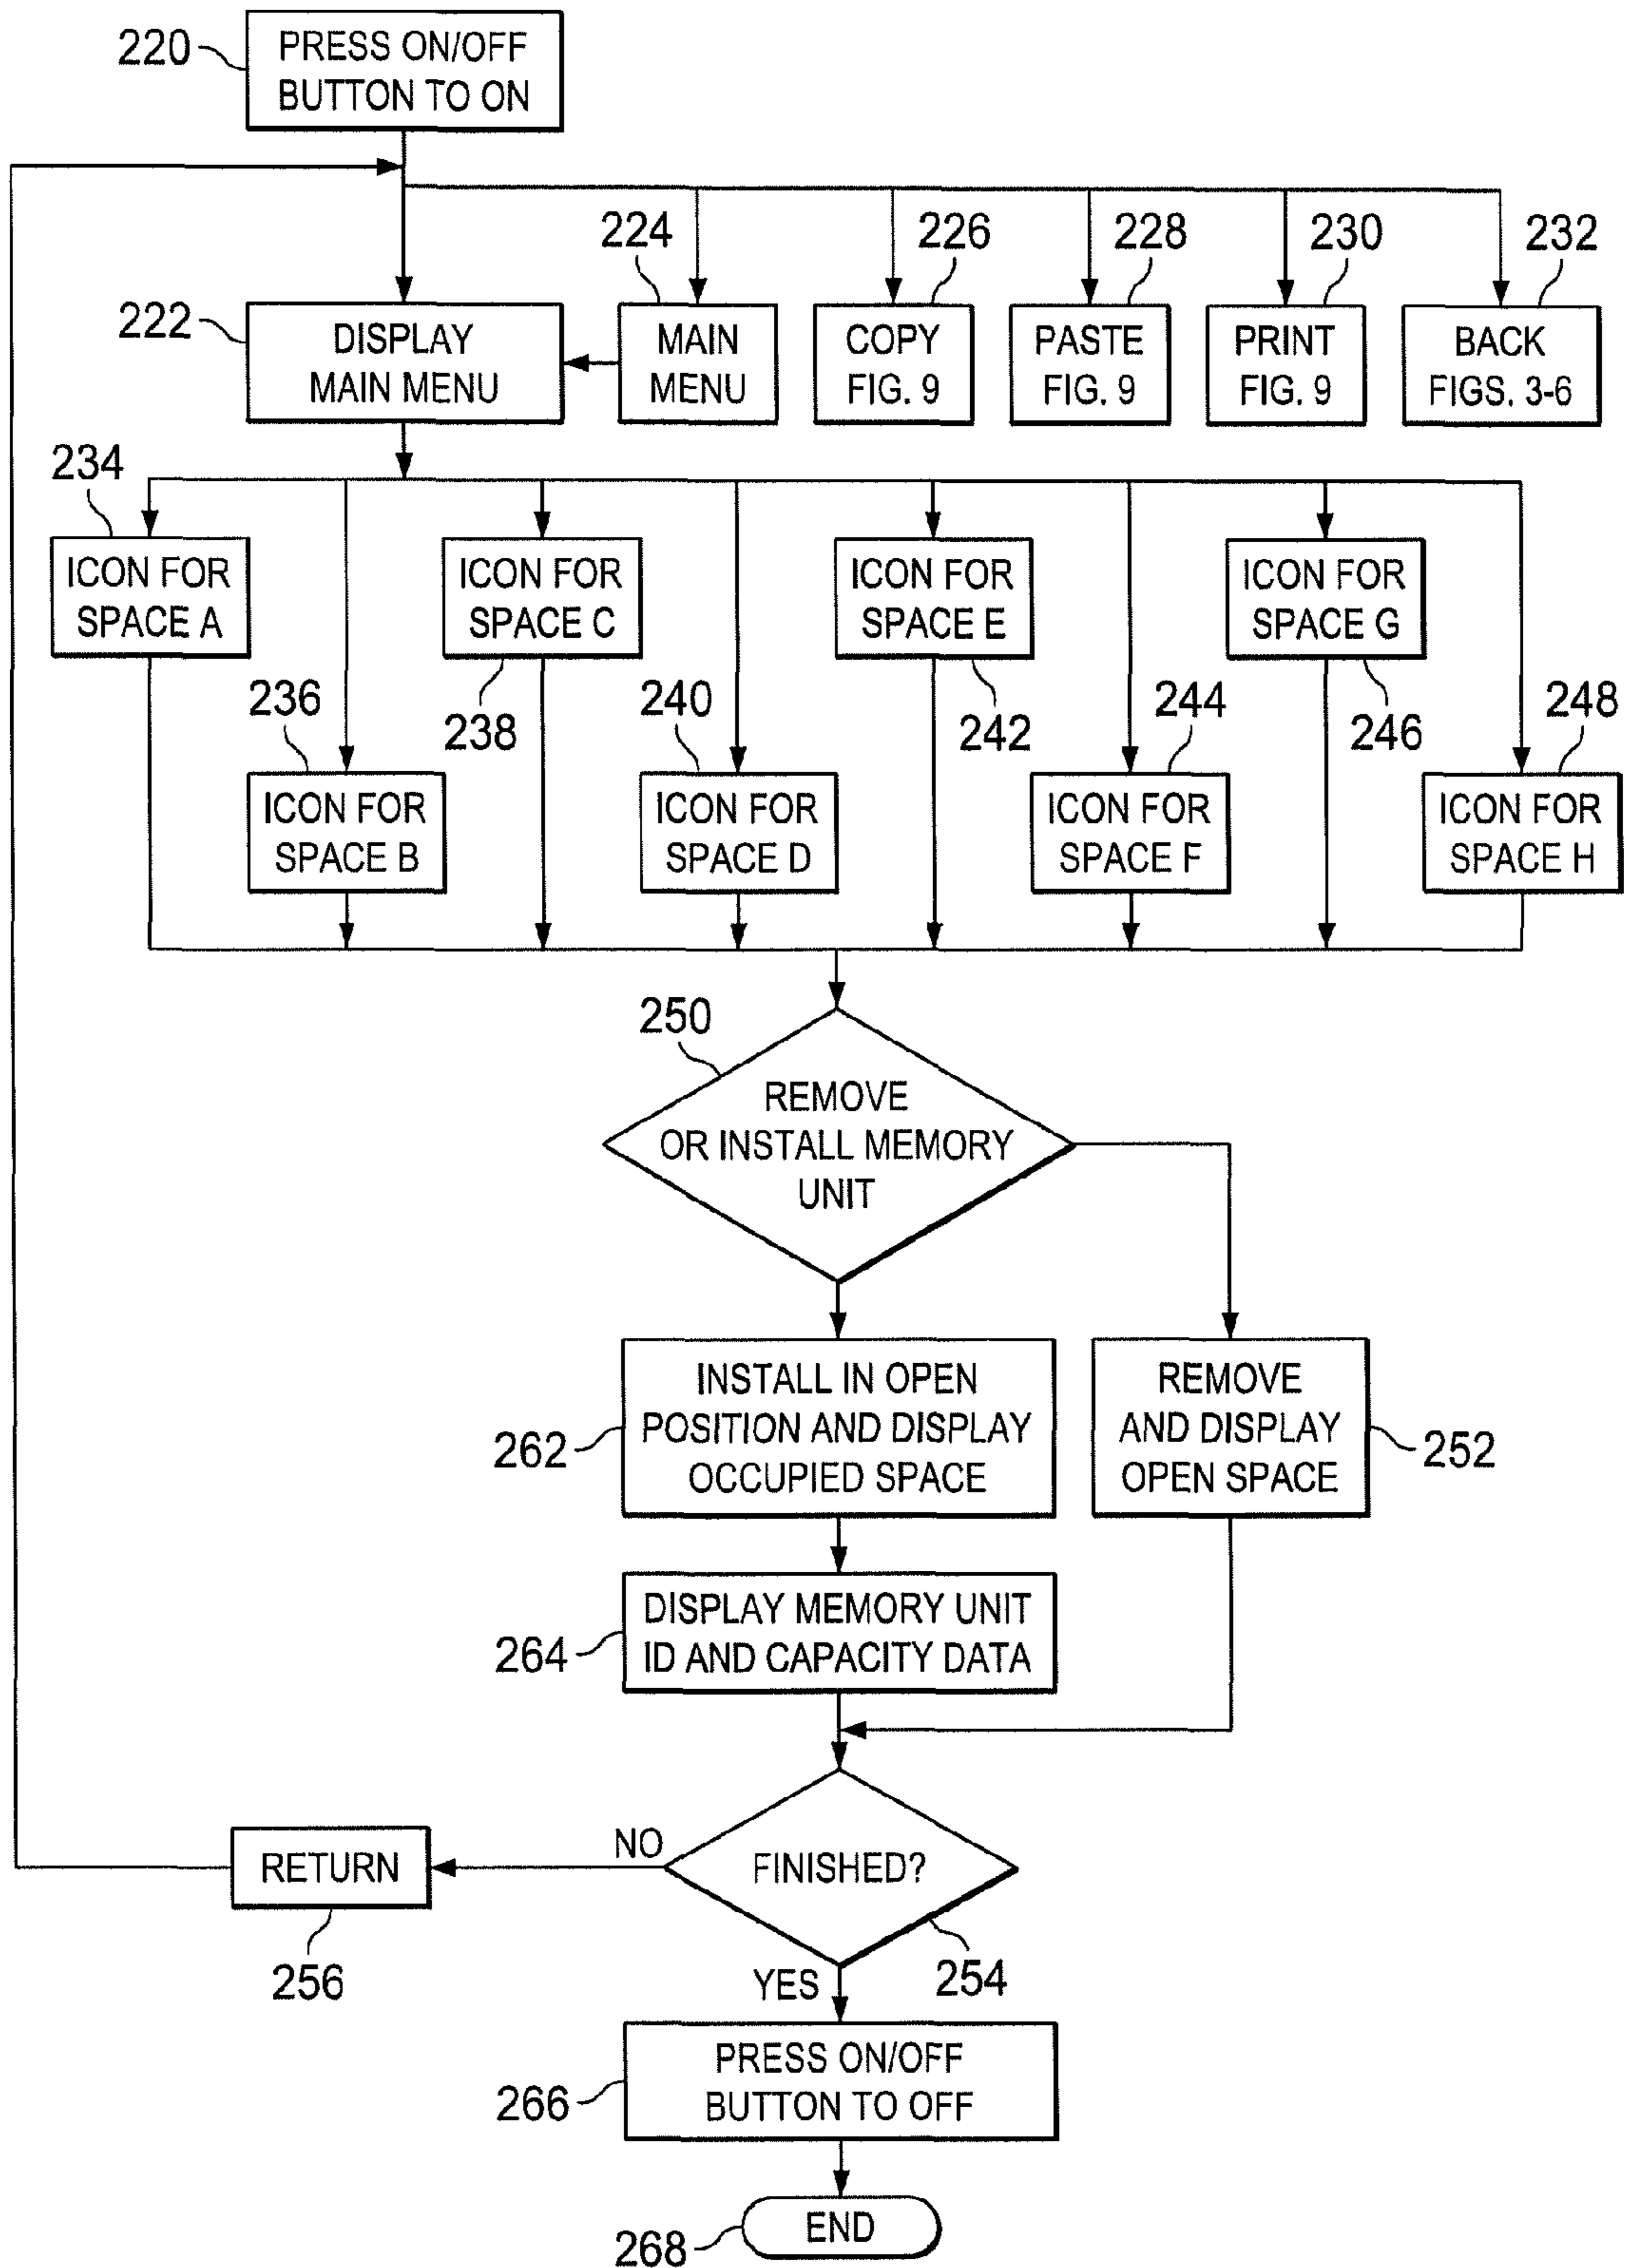 220
PRESS ON/OFF
BUTTON TO ON
224
226
228
230
232
222
DISPLAY
MAIN MENU
MAIN
MENU
COPY
FIG. 9
PASTE
FIG. 9
PRINT
FIG. 9
BACK
FIGS. 3-6
234
ICON FOR
SPACE A
ICON FOR
SPACE C
ICON FOR
SPACE E
ICON FOR
SPACE G
236
238
240
242
244
246
248
ICON FOR
SPACE B
ICON FOR
SPACE D
ICON FOR
SPACE F
ICON FOR
SPACE H
250
REMOVE
OR INSTALL MEMORY
UNIT
262
INSTALL IN OPEN
POSITION AND DISPLAY
OCCUPIED SPACE
REMOVE
AND DISPLAY
OPEN SPACE
252
264
DISPLAY MEMORY UNIT
ID AND CAPACITY DATA
NO
RETURN
FINISHED?
256
254
YES
266
PRESS ON/OFF
BUTTON TO OFF
268
END